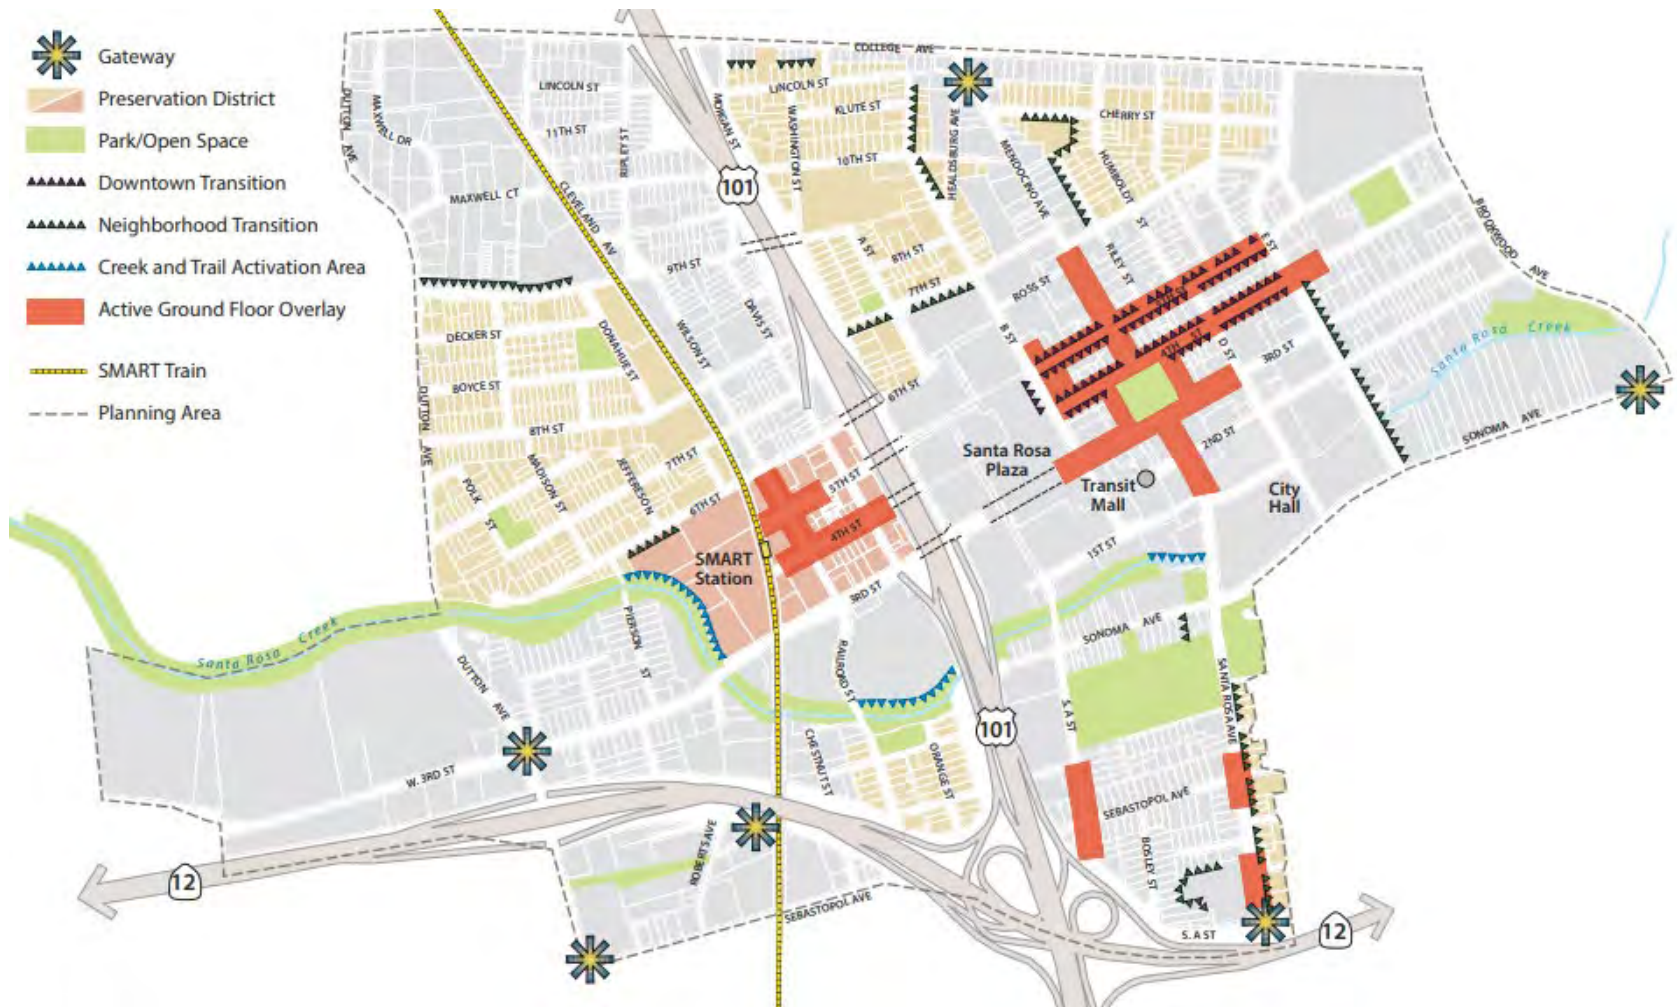 Gateway
Preservation District
Park/Open Space
Downtown Transition
Neighborhood Transition
Creek and Trail Activation Area
Active Ground Floor Overlay
SMART Train
Planning Area
COLLEGE AVE
LINCOLN ST
LINCOLN ST
DUTTON AVE
MAXWELL DR
11TH ST
RIPLEY ST
MORGAN ST
WASHINGTON ST
KLUTE ST
10TH ST
HEALDSBURG AVE
MENDOCINO AVE
CHERRY ST
HUMBOLDT ST
101
MAXWELL CT
CLEVELAND AV
9TH ST
A ST
8TH ST
7TH ST
RILEY ST
E ST
BROOKWOOD AVE
ROSS ST
B ST
DAVIS ST
WILSON ST
DECKER ST
DONAHUE ST
BOYCE ST
DUTTON AVE
8TH ST
6TH ST
4TH ST
D ST
3RD ST
Santa Rosa Creek
SONOMA AVE
2ND ST
Santa Rosa
Plaza
Transit
Mall
City
Hall
POLK ST
MADISON ST
JEFFERESON
7TH ST
6TH ST
5TH ST
4TH ST
SMART
Station
3RD ST
1ST ST
SONOMA AVE
Santa Rosa Creek
PIERSON ST
DUTTON AVE
RAILROAD ST
S. A ST
SANTA ROSA AVE
101
W. 3RD ST
CHESTNUT ST
ORANGE ST
SEBASTOPOL AVE
BOSLEY ST
ROBERTS AVE
12
SEBASTOPOL AVE
S. A ST
12